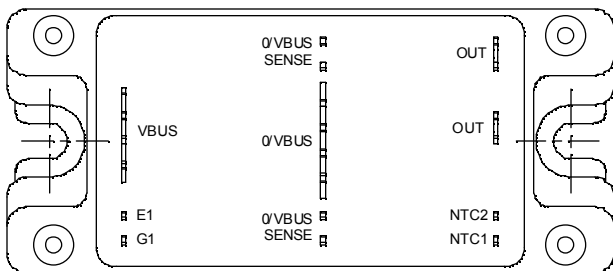 0/VBUS
SENSE
OUT
VBUS
0/VBUS
OUT
E1
0/VBUS
NTC2
G1
SENSE
NTC1